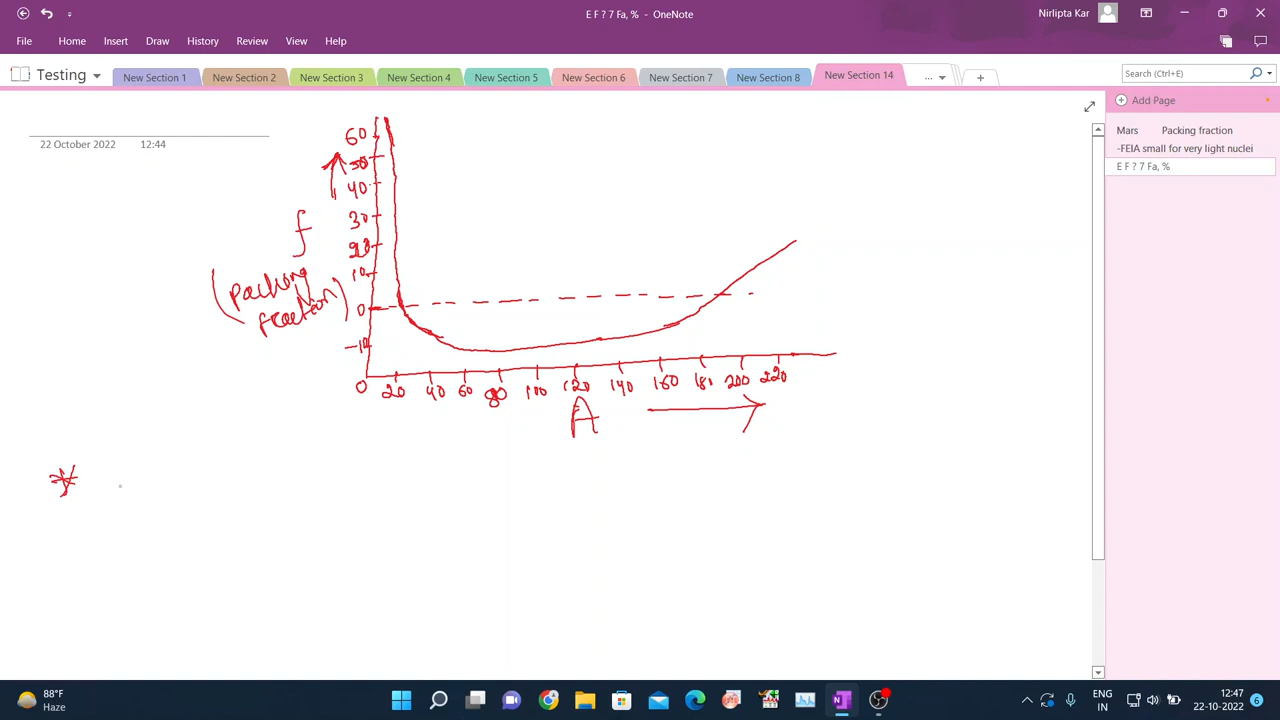 E F ? 7 Fa, % - OneNote
Nirlipta Kar
File Home Insert Draw History Review View Help
Testing
New Section 1
New Section 2
New Section 3
New Section 4
New Section 5
New Section 6
New Section 7
New Section 8
New Section 14
...
Search (Ctrl+E)
Add Page
Mars Packing fraction
-FEIA small for very light nuclei
E F ? 7 Fa, %
22 October 2022 12:44
60
50
40
30
20
10
0
-10
f
(packing
fraction)
0 20 40 60 80 100 120 140 160 180 200 220
A
*
88°F
Haze
ENG
IN
12:47
22-10-2022
6